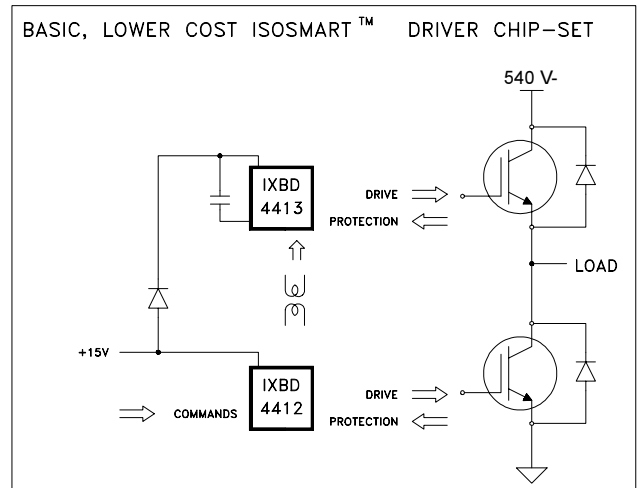 BASIC, LOWER COST ISOSMART™ DRIVER CHIP-SET
540 V-
IXBD
4413
DRIVE
PROTECTION
LOAD
+15V
IXBD
4412
COMMANDS
DRIVE
PROTECTION